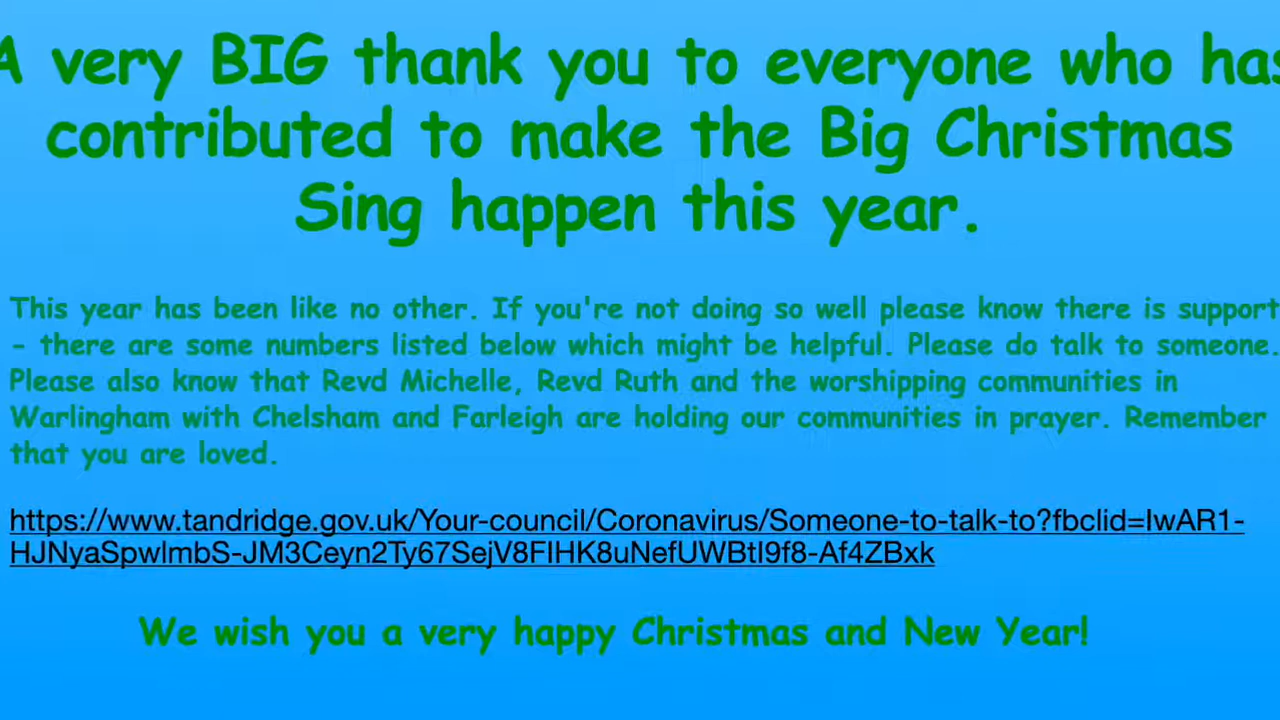 A very BIG thank you to everyone who has
contributed to make the Big Christmas
Sing happen this year.
This year has been like no other. If you're not doing so well please know there is support
- there are some numbers listed below which might be helpful. Please do talk to someone.
Please also know that Revd Michelle, Revd Ruth and the worshipping communities in
Warlingham with Chelsham and Farleigh are holding our communities in prayer. Remember
that you are loved.
https://www.tandridge.gov.uk/Your-council/Coronavirus/Someone-to-talk-to?fbclid=IwAR1-
HJNyaSpwlmbS-JM3Ceyn2Ty67SejV8FIHK8uNefUWBtI9f8-Af4ZBxk
We wish you a very happy Christmas and New Year!